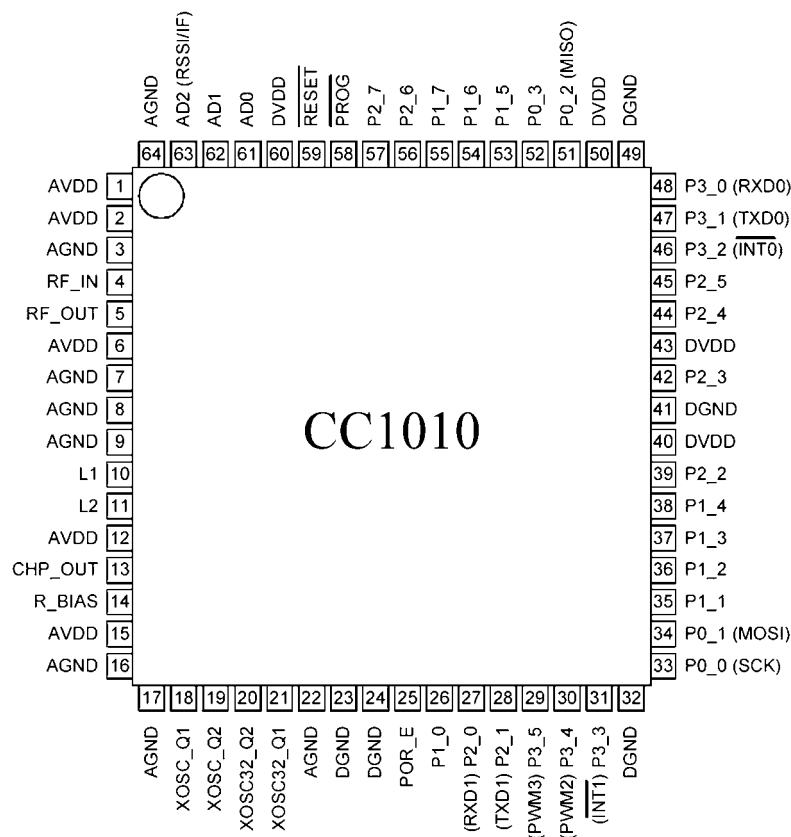 AGND
AD2 (RSSI/IF)
AD1
AD0
DVDD
RESET
PROG
P2_7
P2_6
P1_7
P1_6
P1_5
P0_3
P0_2 (MISO)
DVDD
DGND
64 63 62 61 60 59 58 57 56 55 54 53 52 51 50 49
AVDD 1
AVDD 2
AGND 3
RF_IN 4
RF_OUT 5
AVDD 6
AGND 7
AGND 8
AGND 9
L1 10
L2 11
AVDD 12
CHP_OUT 13
R_BIAS 14
AVDD 15
AGND 16
CC1010
48 P3_0 (RXD0)
47 P3_1 (TXD0)
46 P3_2 (INT0)
45 P2_5
44 P2_4
43 DVDD
42 P2_3
41 DGND
40 DVDD
39 P2_2
38 P1_4
37 P1_3
36 P1_2
35 P1_1
34 P0_1 (MOSI)
33 P0_0 (SCK)
17 18 19 20 21 22 23 24 25 26 27 28 29 30 31 32
AGND
XOSC_Q1
XOSC_Q2
XOSC32_Q2
XOSC32_Q1
AGND
DGND
DGND
POR_E
P1_0
(RXD1) P2_0
(TXD1) P2_1
(PWM3) P3_5
(PWM2) P3_4
(INT1) P3_3
DGND